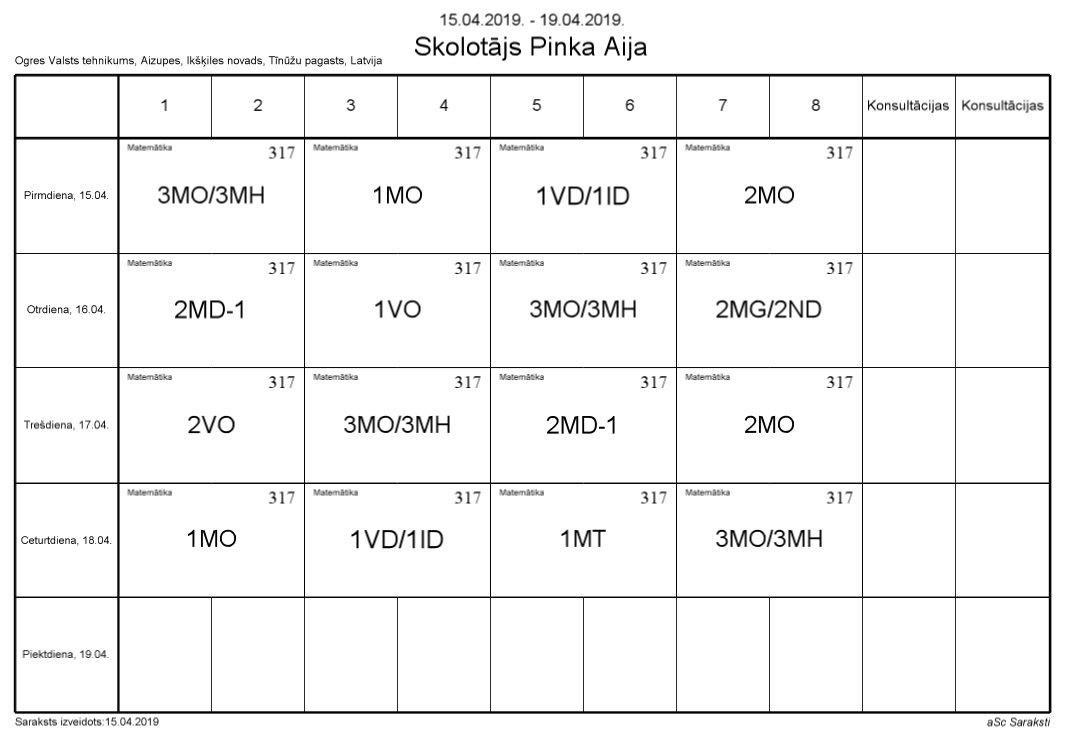 15.04.2019. - 19.04.2019.
Skolotājs Pinka Aija
Ogres Valsts tehnikums, Aizupes, Ikšķiles novads, Tīnūžu pagasts, Latvija
1 2 3 4 5 6 7 8 Konsultācijas Konsultācijas
Matemātika 317 Matemātika 317 Matemātika 317 Matemātika 317
Pirmdiena, 15.04. 3MO/3MH 1MO 1VD/1ID 2MO
Matemātika 317 Matemātika 317 Matemātika 317 Matemātika 317
Otrdiena, 16.04. 2MD-1 1VO 3MO/3MH 2MG/2ND
Matemātika 317 Matemātika 317 Matemātika 317 Matemātika 317
Trešdiena, 17.04. 2VO 3MO/3MH 2MD-1 2MO
Matemātika 317 Matemātika 317 Matemātika 317 Matemātika 317
Ceturtdiena, 18.04. 1MO 1VD/1ID 1MT 3MO/3MH
Piektdiena, 19.04.
Saraksts izveidots:15.04.2019 aSc Saraksti